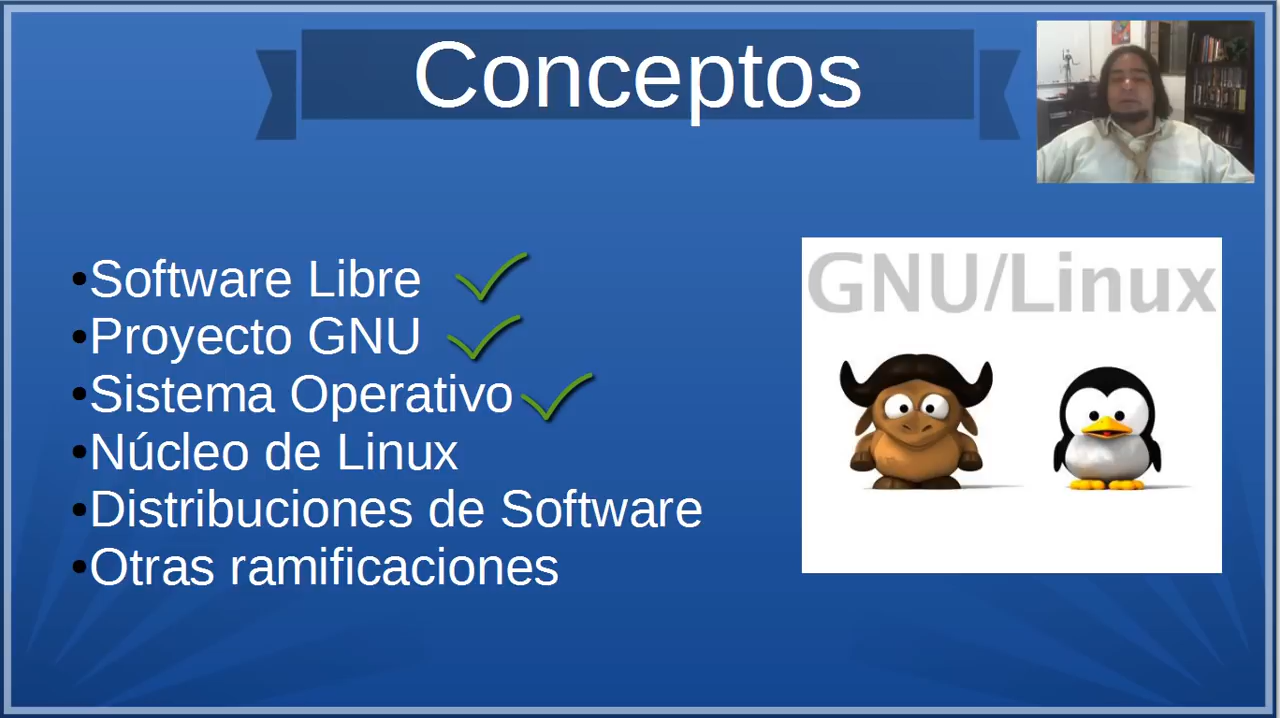 Conceptos
•Software Libre
•Proyecto GNU
•Sistema Operativo
•Núcleo de Linux
•Distribuciones de Software
•Otras ramificaciones
GNU/Linux